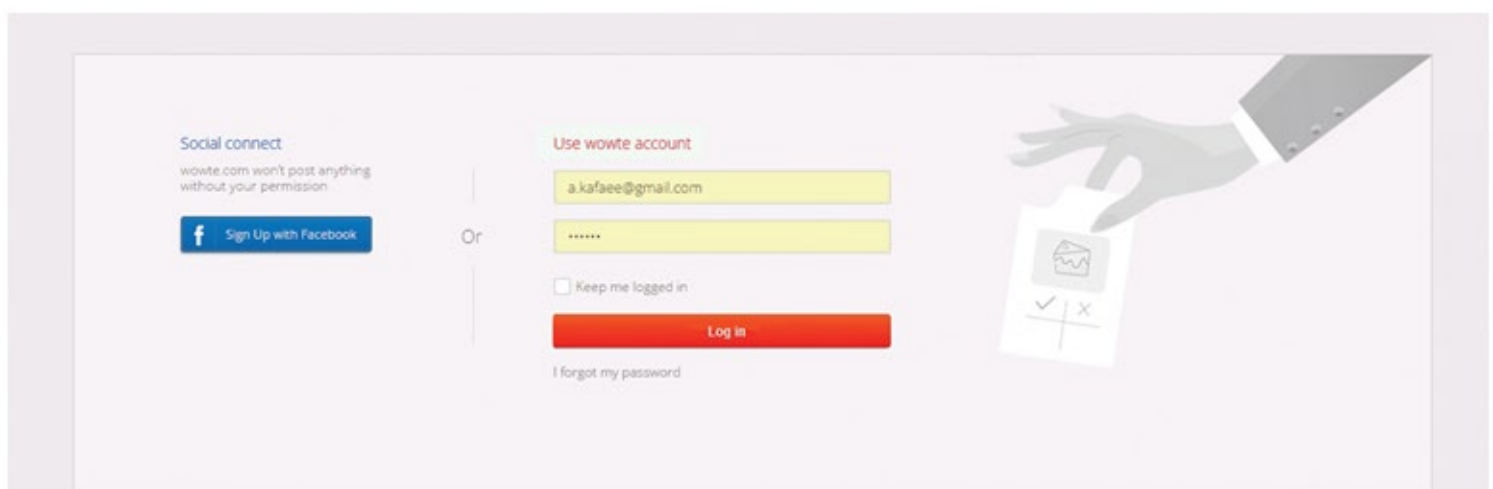 Social connect
wowte.com won't post anything
without your permission
f Sign Up with Facebook
Or
Use wowte account
a.kafaee@gmail.com
••••••
Keep me logged in
Log in
I forgot my password